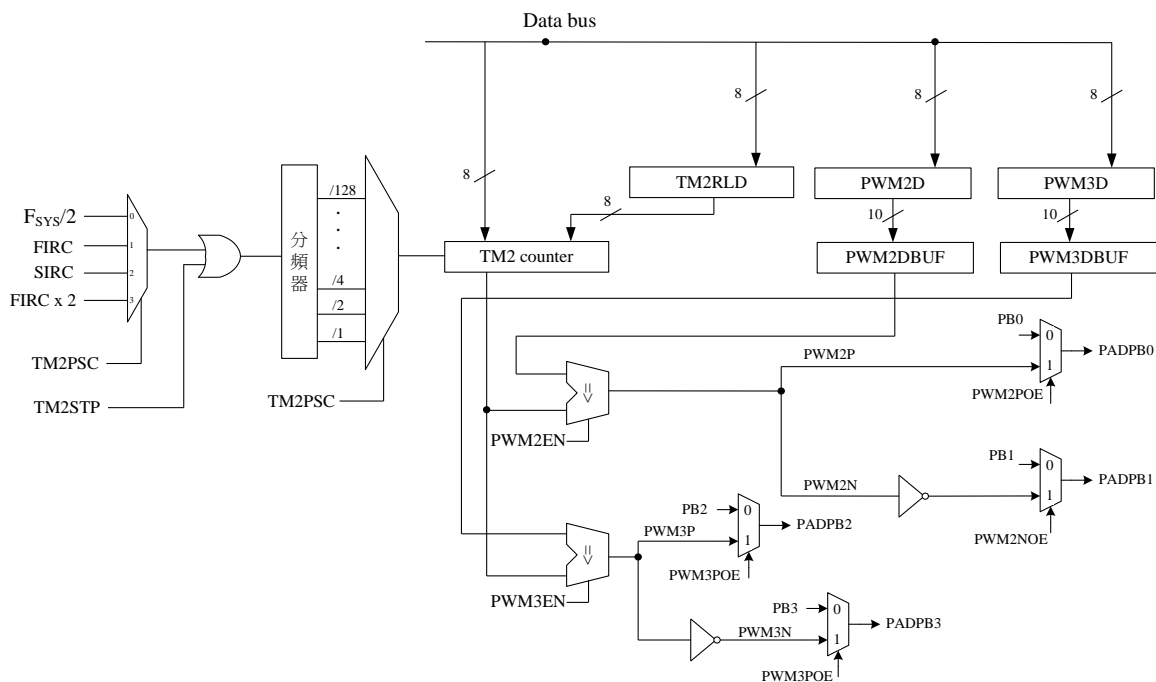 Data bus
8
8
8
8
8
TM2RLD
PWM2D
PWM3D
8
10
10
TM2 counter
PWM2DBUF
PWM3DBUF
F_SYS/2
FIRC
SIRC
FIRC x 2
0
1
2
3
TM2PSC
TM2STP
分頻器
/128
/4
/2
/1
TM2PSC
=>
PWM2EN
PWM2P
PB0
0
1
PADPB0
PWM2POE
PWM2N
PB1
0
1
PADPB1
PWM2NOE
=>
PWM3EN
PWM3P
PB2
0
1
PADPB2
PWM3POE
PWM3N
PB3
0
1
PADPB3
PWM3POE